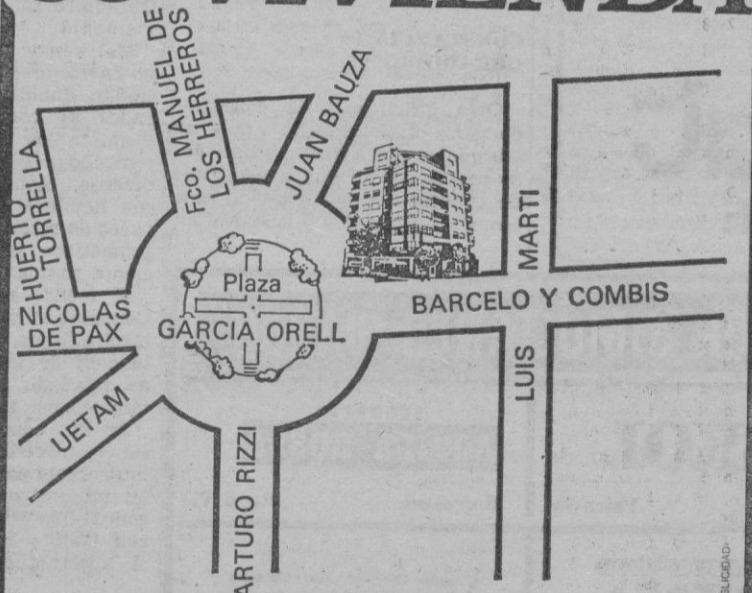 VIVIENDA
HUERTO
TORRELLA
Fco. MANUEL DE
LOS HERREROS
JUAN BAUZA
MARTI
NICOLAS
DE PAX
Plaza
GARCIA ORELL
BARCELO Y COMBIS
LUIS
UETAM
ARTURO RIZZI